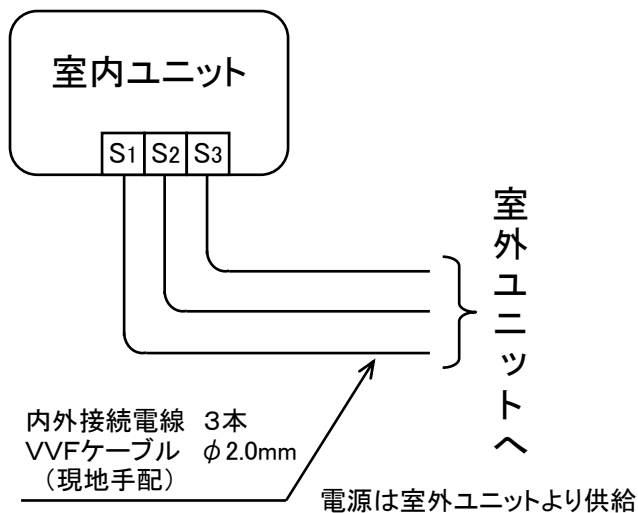 室内ユニット
S1 S2 S3
室外ユニットへ
内外接続電線 3本
VVFケーブル φ2.0mm
(現地手配)
電源は室外ユニットより供給